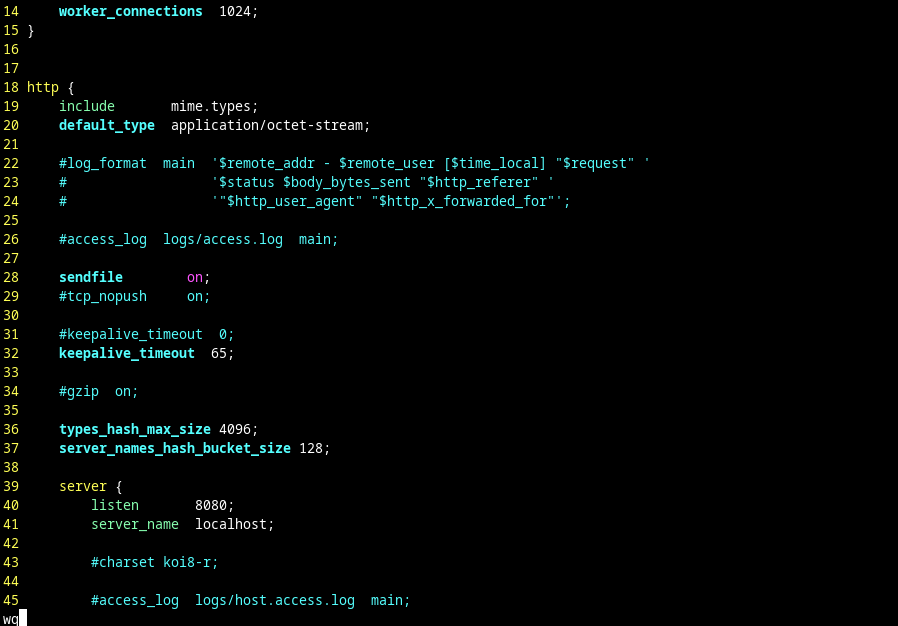 14     worker_connections  1024;
15 }
16
17
18 http {
19     include       mime.types;
20     default_type  application/octet-stream;
21
22     #log_format  main  '$remote_addr - $remote_user [$time_local] "$request" '
23     #                  '$status $body_bytes_sent "$http_referer" '
24     #                  '"$http_user_agent" "$http_x_forwarded_for"';
25
26     #access_log  logs/access.log  main;
27
28     sendfile        on;
29     #tcp_nopush     on;
30
31     #keepalive_timeout  0;
32     keepalive_timeout  65;
33
34     #gzip  on;
35
36     types_hash_max_size 4096;
37     server_names_hash_bucket_size 128;
38
39     server {
40         listen       8080;
41         server_name  localhost;
42
43         #charset koi8-r;
44
45         #access_log  logs/host.access.log  main;
wq